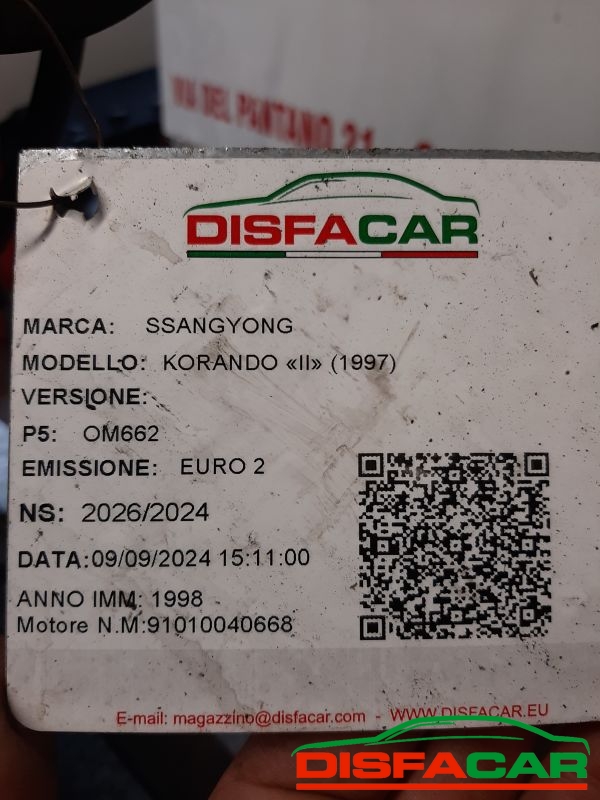 VIA DEL PANTANO 21
DISFACAR
MARCA: SSANGYONG
MODELLO: KORANDO «II» (1997)
VERSIONE:
P5: OM662
EMISSIONE: EURO 2
NS: 2026/2024
DATA:09/09/2024 15:11:00
ANNO IMM: 1998
Motore N.M:91010040668
E-mail: magazzino@disfacar.com - WWW.DISFACAR.EU
DISFACAR